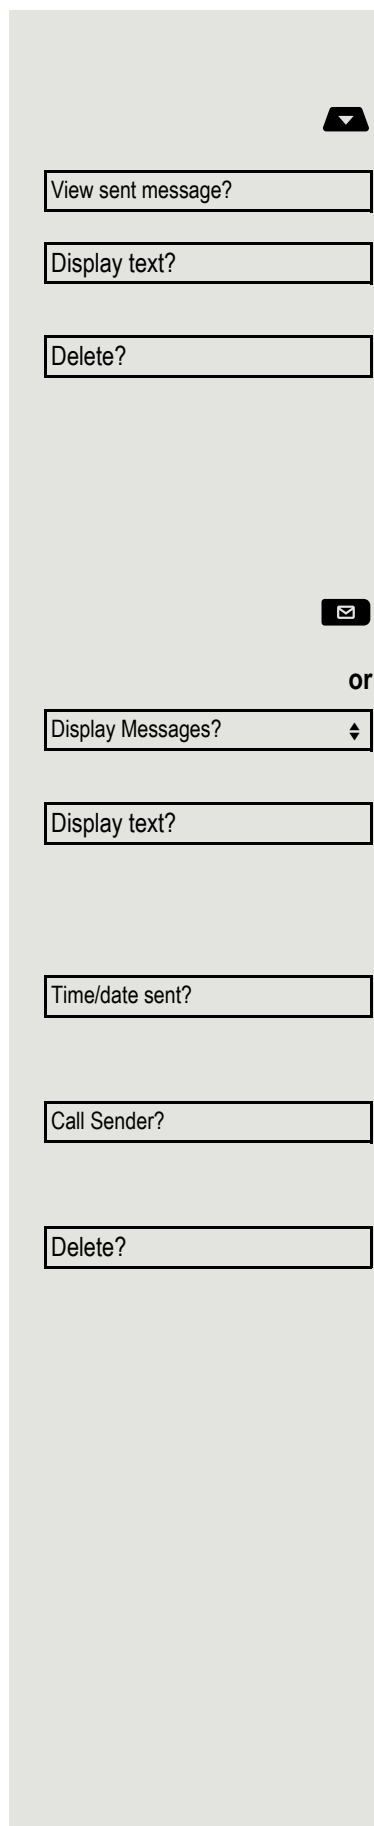 View sent message?
Display text?
Delete?
or
Display Messages?
Display text?
Time/date sent?
Call Sender?
Delete?